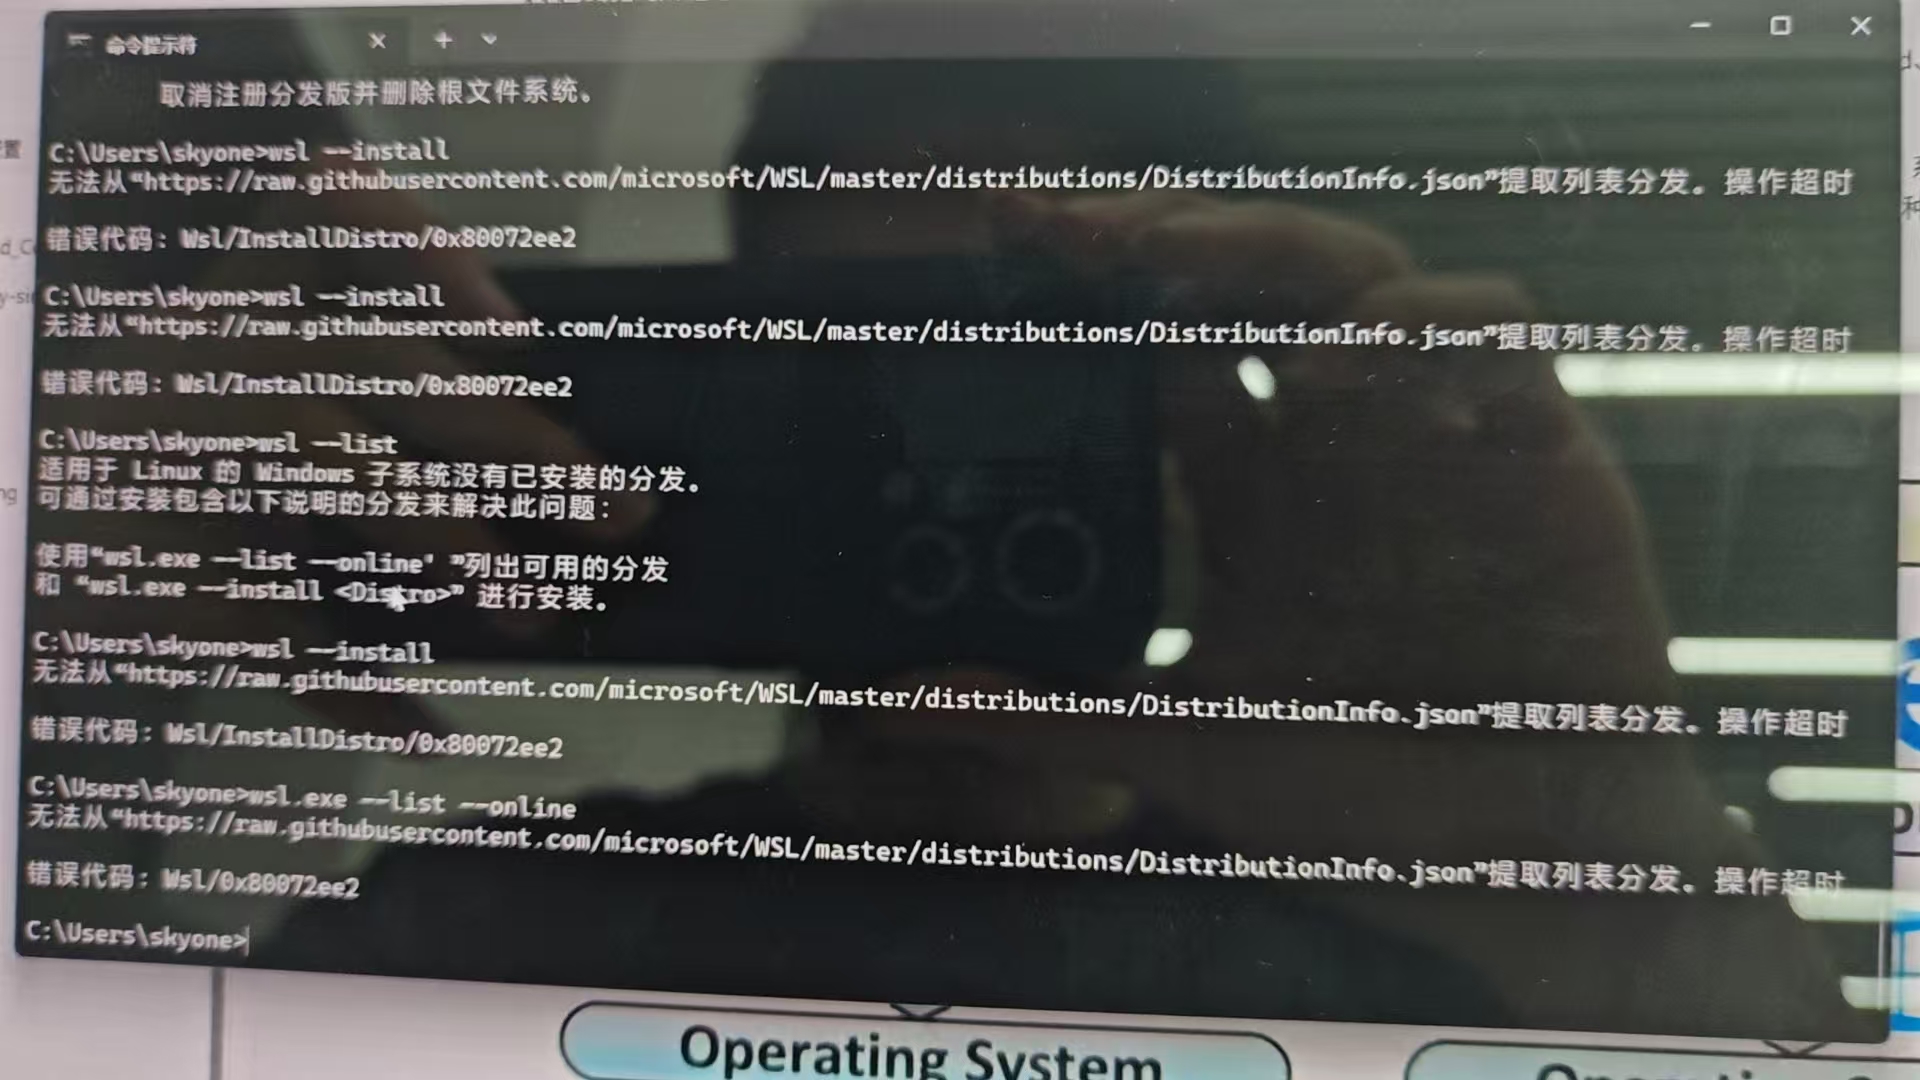 命令提示符
取消注册分发版并删除根文件系统。
C:\Users\skyone>wsl --install
无法从“https://raw.githubusercontent.com/microsoft/WSL/master/distributions/DistributionInfo.json”提取列表分发。操作超时
错误代码: Wsl/InstallDistro/0x80072ee2
C:\Users\skyone>wsl --install
无法从“https://raw.githubusercontent.com/microsoft/WSL/master/distributions/DistributionInfo.json”提取列表分发。操作超时
错误代码: Wsl/InstallDistro/0x80072ee2
C:\Users\skyone>wsl --list
适用于 Linux 的 Windows 子系统没有已安装的分发。
可通过安装包含以下说明的分发来解决此问题:
使用“wsl.exe --list --online' ”列出可用的分发
和 “wsl.exe --install <Distro>” 进行安装。
C:\Users\skyone>wsl --install
无法从“https://raw.githubusercontent.com/microsoft/WSL/master/distributions/DistributionInfo.json”提取列表分发。操作超时
错误代码: Wsl/InstallDistro/0x80072ee2
C:\Users\skyone>wsl.exe --list --online
无法从“https://raw.githubusercontent.com/microsoft/WSL/master/distributions/DistributionInfo.json”提取列表分发。操作超时
错误代码: Wsl/0x80072ee2
C:\Users\skyone>
Operating System